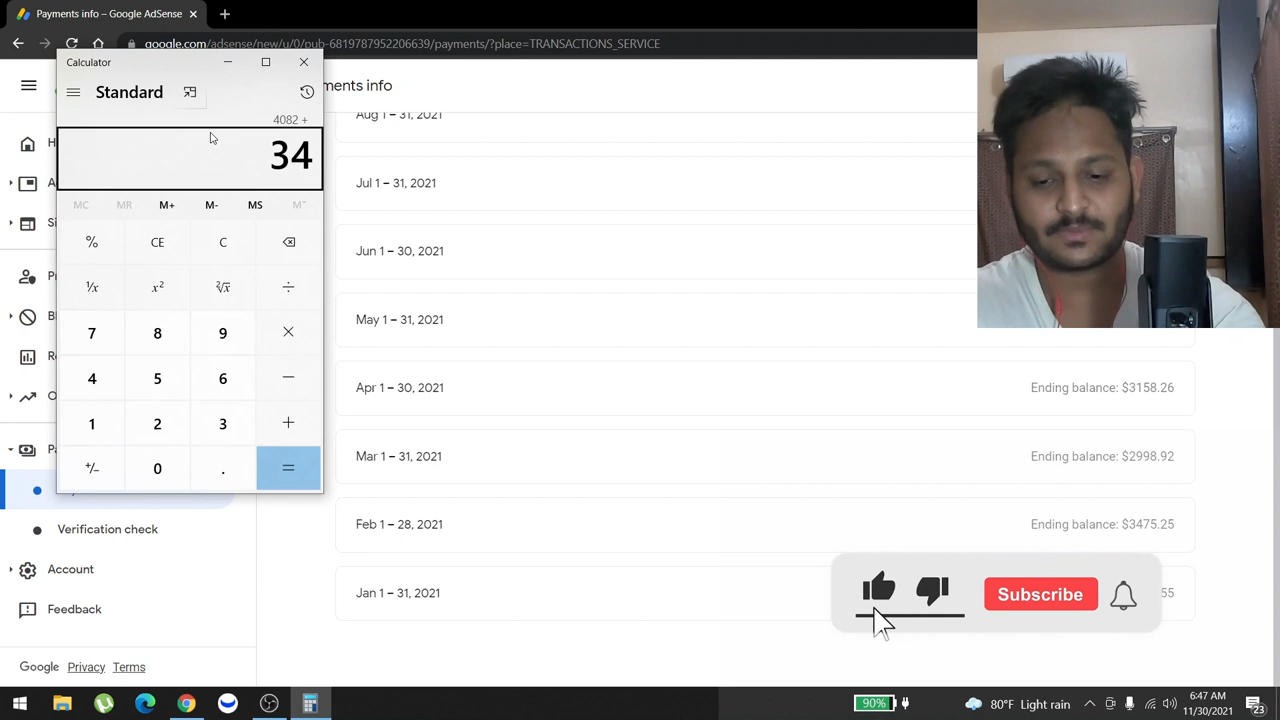 Payments info – Google AdSense
google.com/adsense/new/u/0/pub-6819787952206639/payments/?place=TRANSACTIONS_SERVICE
Calculator
Standard
ments info
4082 +
34
MC MR M+ M- MS M˅
% CE C
¹/x x² ²√x ÷
7 8 9 ×
4 5 6 −
1 2 3 +
+/− 0 . =
Aug 1 – 31, 2021
Jul 1 – 31, 2021
Jun 1 – 30, 2021
May 1 – 31, 2021
Apr 1 – 30, 2021 Ending balance: $3158.26
Mar 1 – 31, 2021 Ending balance: $2998.92
Feb 1 – 28, 2021 Ending balance: $3475.25
Jan 1 – 31, 2021 55
Subscribe
Verification check
Account
Feedback
Google Privacy Terms
90% 80°F Light rain 6:47 AM
11/30/2021 23